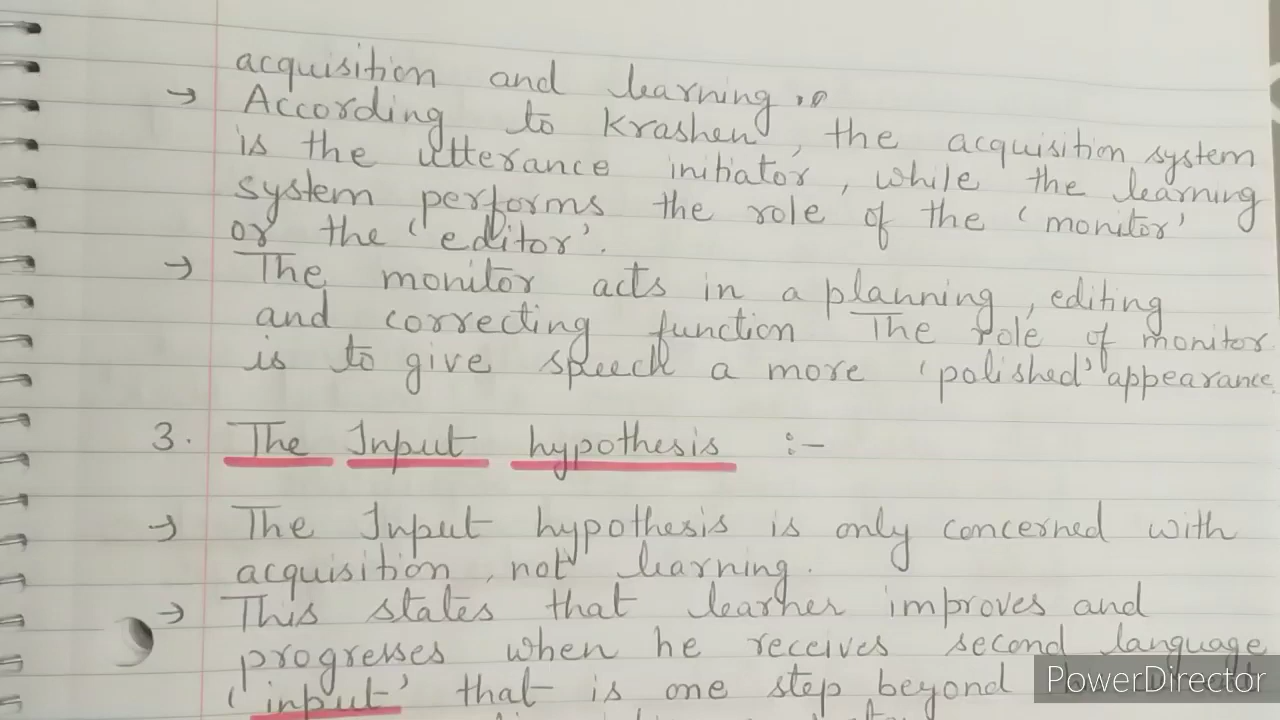 acquisition and learning.
→ According to Krashen, the acquisition system
is the utterance initiator, while the learning
system performs the role of the 'monitor'
or the 'editor'.
→ The monitor acts in a planning, editing
and correcting function The role of monitor
is to give speech a more 'polished' appearance.
3. The Input hypothesis :-
→ The Input hypothesis is only concerned with
acquisition, not learning.
→ This states that learner improves and
progresses when he receives second language
'input' that is one step beyond
PowerDirector